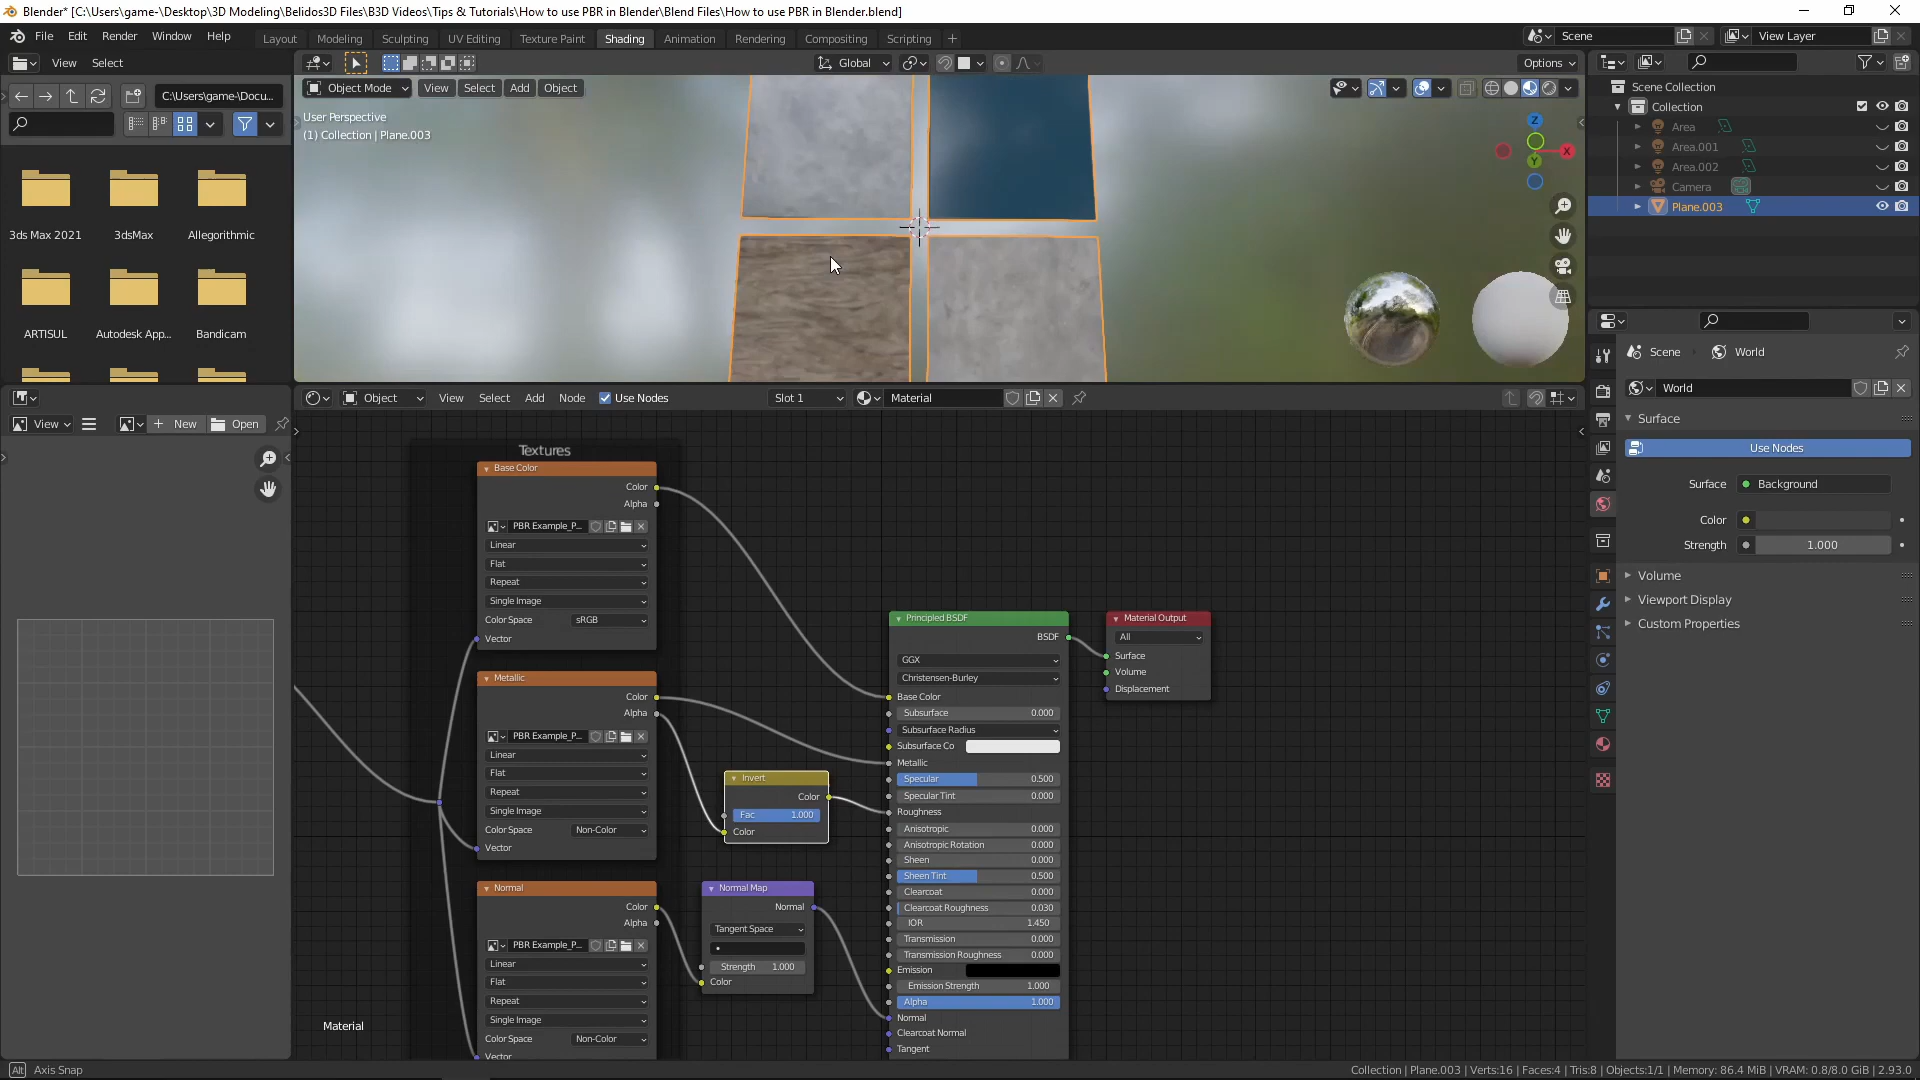 Blender* [C:\Users\game-\Desktop\3D Modeling\Belidos3D Files\B3D Videos\Tips & Tutorials\How to use PBR in Blender\Blend Files\How to use PBR in Blender.blend]
File Edit Render Window Help Layout Modeling Sculpting UV Editing Texture Paint Shading Animation Rendering Compositing Scripting + Scene View Layer
View Select Global Options
C:\Users\game-\Docu...
Object Mode View Select Add Object
User Perspective
(1) Collection | Plane.003
Z
X
Y
3ds Max 2021 3dsMax Allegorithmic
ARTISUL Autodesk App... Bandicam
Scene Collection
Collection
Area
Area.001
Area.002
Camera
Plane.003
View New Open
Object View Select Add Node Use Nodes Slot 1 Material
Textures
Base Color
Color
Alpha
PBR Example_P...
Linear
Flat
Repeat
Single Image
Color Space sRGB
Vector
Metallic
Color
Alpha
PBR Example_P...
Linear
Flat
Repeat
Single Image
Color Space Non-Color
Vector
Normal
Color
Alpha
PBR Example_P...
Linear
Flat
Repeat
Single Image
Color Space Non-Color
Vector
Invert
Color
Fac 1.000
Color
Normal Map
Normal
Tangent Space
Strength 1.000
Color
Principled BSDF
BSDF
GGX
Christensen-Burley
Base Color
Subsurface 0.000
Subsurface Radius
Subsurface Co
Metallic
Specular 0.500
Specular Tint 0.000
Roughness
Anisotropic 0.000
Anisotropic Rotation 0.000
Sheen 0.000
Sheen Tint 0.500
Clearcoat 0.000
Clearcoat Roughness 0.030
IOR 1.450
Transmission 0.000
Transmission Roughness 0.000
Emission
Emission Strength 1.000
Alpha 1.000
Normal
Clearcoat Normal
Tangent
Material Output
All
Surface
Volume
Displacement
Material
Scene World
World
Surface
Use Nodes
Surface Background
Color
Strength 1.000
Volume
Viewport Display
Custom Properties
Alt Axis Snap
Collection | Plane.003 | Verts:16 | Faces:4 | Tris:8 | Objects:1/1 | Memory: 86.4 MiB | VRAM: 0.8/8.0 GiB | 2.93.0